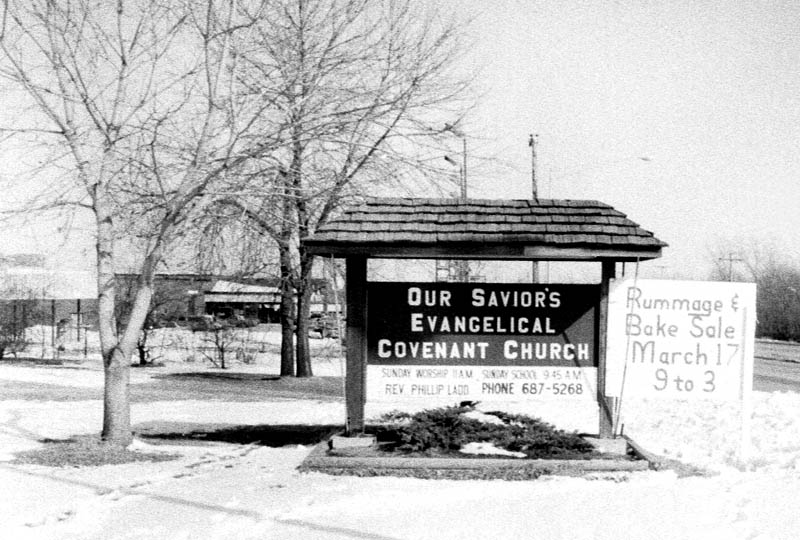 OUR SAVIOR'S
EVANGELICAL
COVENANT CHURCH
SUNDAY WORSHIP 11 A.M. SUNDAY SCHOOL 9:45 A.M.
REV. PHILLIP LADD PHONE 687-5268
Rummage &
Bake Sale
March 17
9 to 3